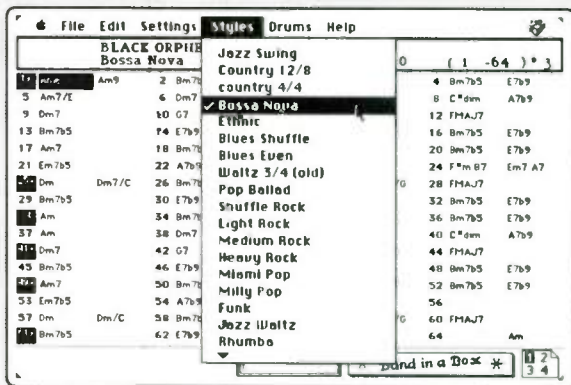 File Edit Settings Styles Drums Help
BLACK ORPHE
Bossa Nova
0 ( 1 -64 )* 3
Jazz Swing
Country 12/8
country 4/4
✓ Bossa Nova
Ethnic
Blues Shuffle
Blues Even
Waltz 3/4 (old)
Pop Ballad
Shuffle Rock
Light Rock
Medium Rock
Heavy Rock
Miami Pop
Milly Pop
Funk
Jazz Waltz
Rhumba
Am9 2 Bm7b 4 Bm7b5 E7b9
5 Am7/E 6 Dm7 8 C#dim A7b9
9 Dm7 10 G7 12 FMAJ7
13 Bm7b5 14 E7b9 16 Bm7b5 E7b9
17 Am7 18 Bm7b 20 Bm7b5 E7b9
21 Em7b5 22 A7b9 24 F#m B7 Em7 A7
Dm Dm7/C 26 Bm7b /G 28 FMAJ7
29 Bm7b5 30 E7b9 32 Bm7b5 E7b9
Am 34 Bm7b 36 Bm7b5 E7b9
37 Am 38 Dm7 40 C#dim A7b9
Dm7 42 G7 44 FMAJ7
45 Bm7b5 46 E7b9 48 Bm7b5 E7b9
Am7 50 Bm7b 52 Bm7b5 E7b9
53 Em7b5 54 A7b9 56
57 Dm Dm/C 58 Bm7b /G 60 FMAJ7
Bm7b5 62 E7b9 64 Am
* Band in a Box *
1 2
3 4